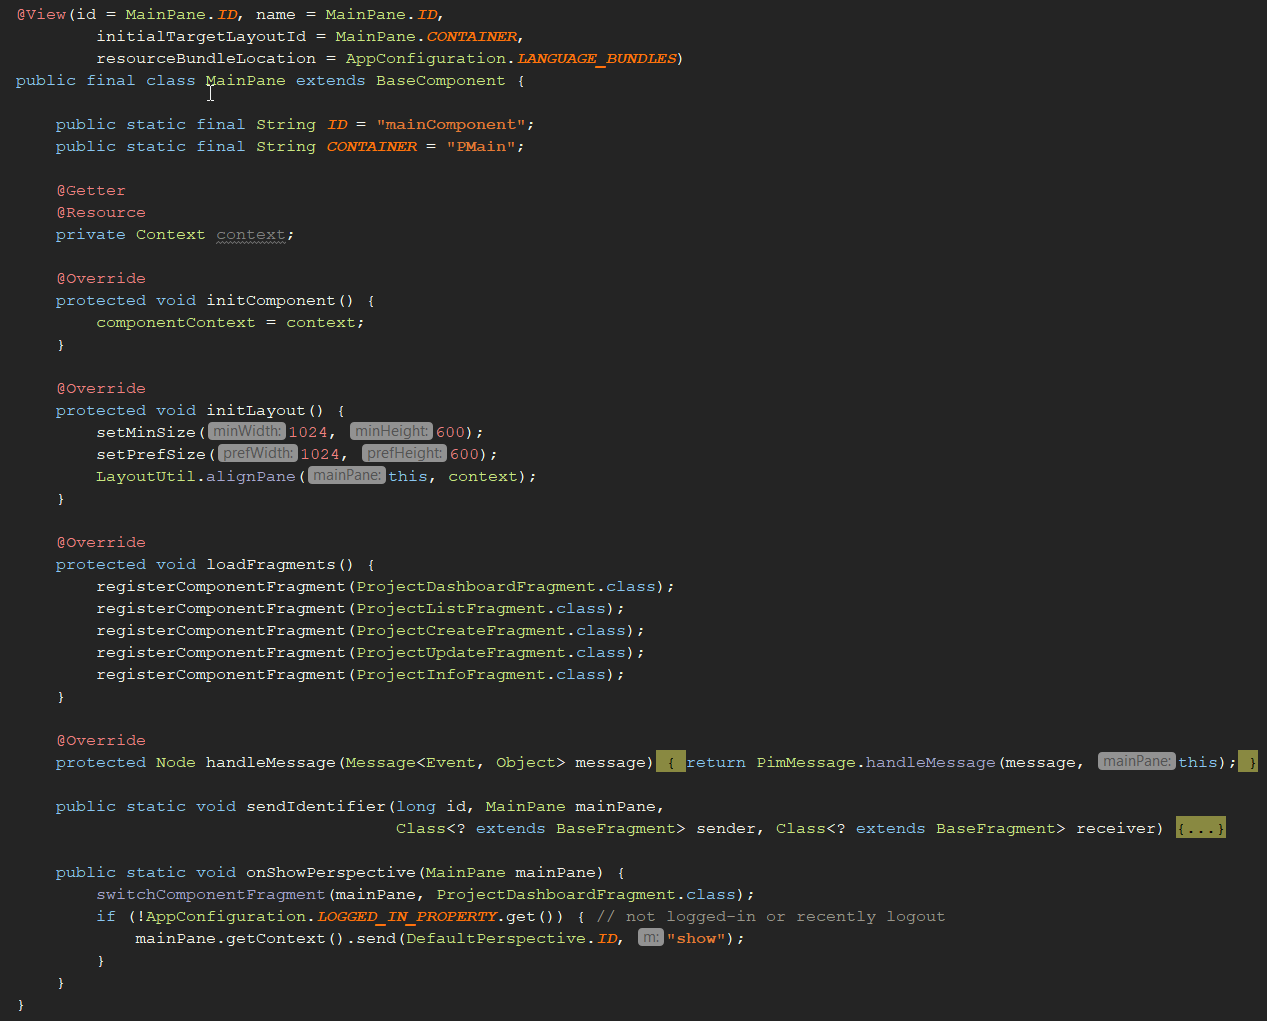 @View(id = MainPane.ID, name = MainPane.ID,
        initialTargetLayoutId = MainPane.CONTAINER,
        resourceBundleLocation = AppConfiguration.LANGUAGE_BUNDLES)
public final class MainPane extends BaseComponent {

    public static final String ID = "mainComponent";
    public static final String CONTAINER = "PMain";

    @Getter
    @Resource
    private Context context;

    @Override
    protected void initComponent() {
        componentContext = context;
    }

    @Override
    protected void initLayout() {
        setMinSize( minWidth: 1024, minHeight: 600);
        setPrefSize( prefWidth: 1024, prefHeight: 600);
        LayoutUtil.alignPane( mainPane: this, context);
    }

    @Override
    protected void loadFragments() {
        registerComponentFragment(ProjectDashboardFragment.class);
        registerComponentFragment(ProjectListFragment.class);
        registerComponentFragment(ProjectCreateFragment.class);
        registerComponentFragment(ProjectUpdateFragment.class);
        registerComponentFragment(ProjectInfoFragment.class);
    }

    @Override
    protected Node handleMessage(Message<Event, Object> message) { return PimMessage.handleMessage(message, mainPane: this); }

    public static void sendIdentifier(long id, MainPane mainPane,
                                      Class<? extends BaseFragment> sender, Class<? extends BaseFragment> receiver) {...}

    public static void onShowPerspective(MainPane mainPane) {
        switchComponentFragment(mainPane, ProjectDashboardFragment.class);
        if (!AppConfiguration.LOGGED_IN_PROPERTY.get()) { // not logged-in or recently logout
            mainPane.getContext().send(DefaultPerspective.ID, m: "show");
        }
    }
}